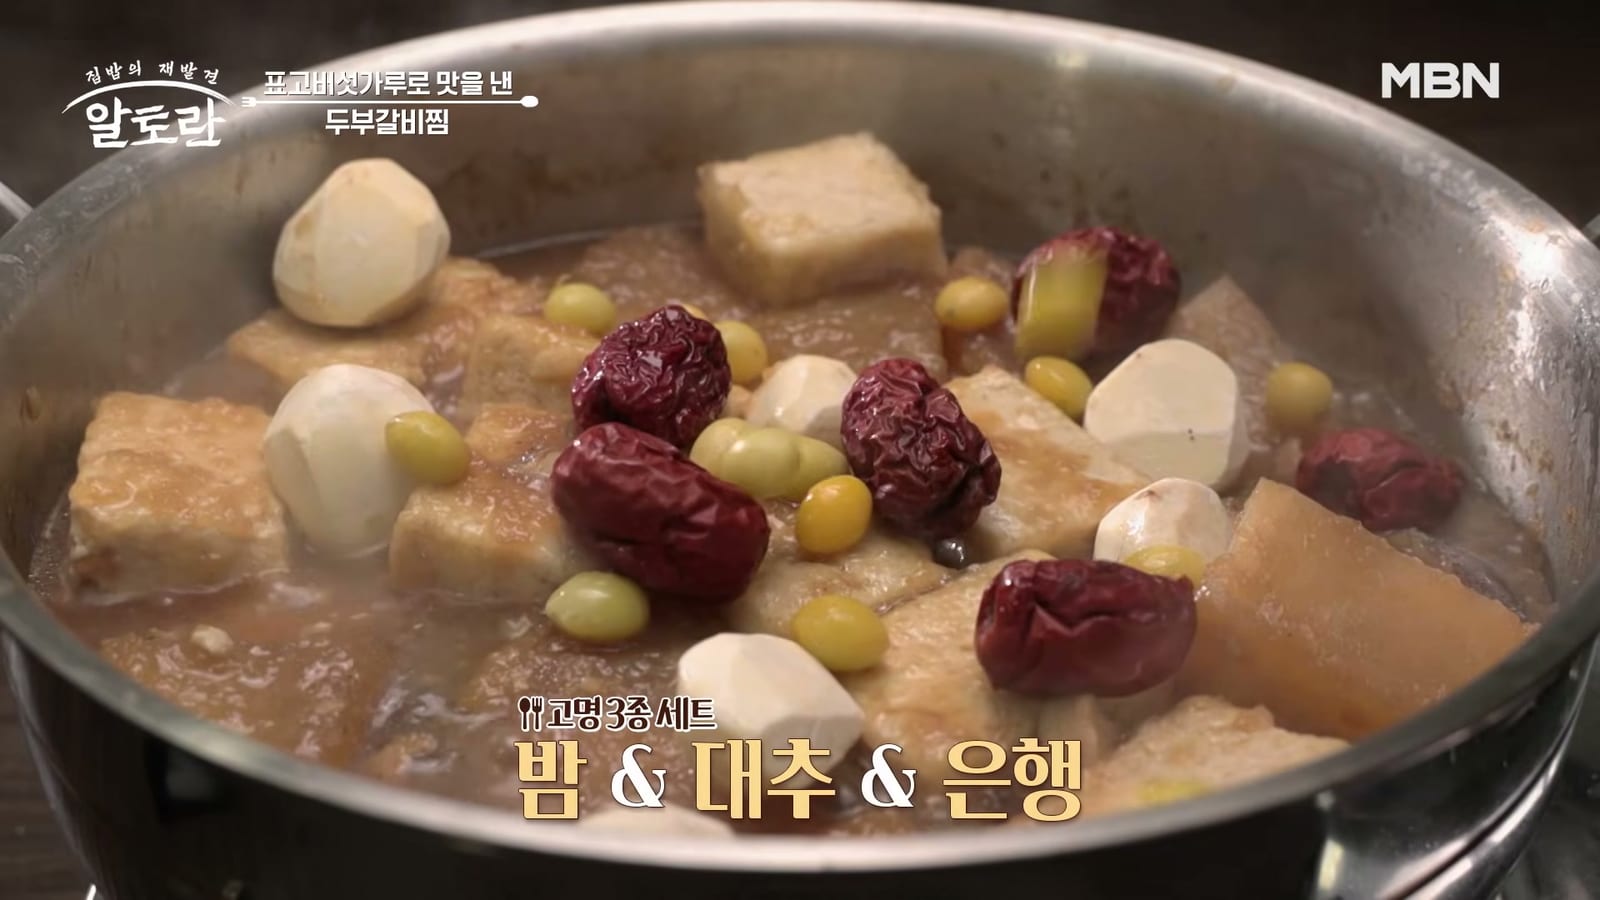 집밥의 재발견
알토란
표고버섯가루로 맛을 낸
두부갈비찜
MBN
고명 3종 세트
밤 & 대추 & 은행